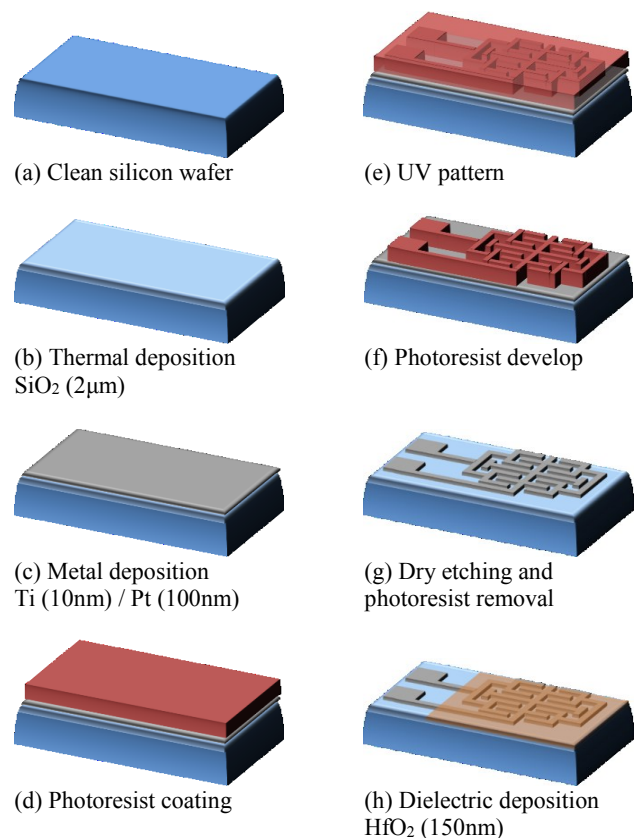 (a) Clean silicon wafer
(b) Thermal deposition
SiO₂ (2μm)
(c) Metal deposition
Ti (10nm) / Pt (100nm)
(d) Photoresist coating
(e) UV pattern
(f) Photoresist develop
(g) Dry etching and
photoresist removal
(h) Dielectric deposition
HfO₂ (150nm)